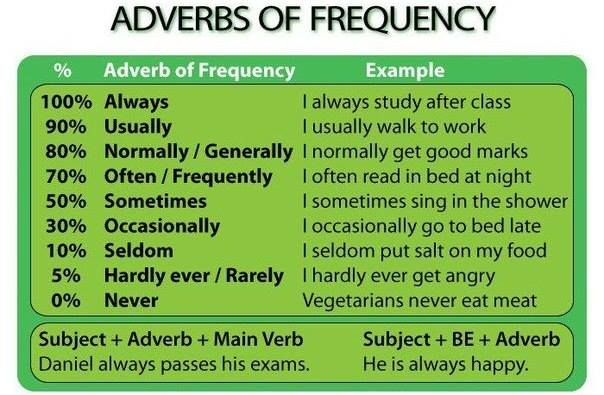 ADVERBS OF FREQUENCY
% Adverb of Frequency Example
100% Always I always study after class
90% Usually I usually walk to work
80% Normally / Generally I normally get good marks
70% Often / Frequently I often read in bed at night
50% Sometimes I sometimes sing in the shower
30% Occasionally I occasionally go to bed late
10% Seldom I seldom put salt on my food
5% Hardly ever / Rarely I hardly ever get angry
0% Never Vegetarians never eat meat
Subject + Adverb + Main Verb Subject + BE + Adverb
Daniel always passes his exams. He is always happy.